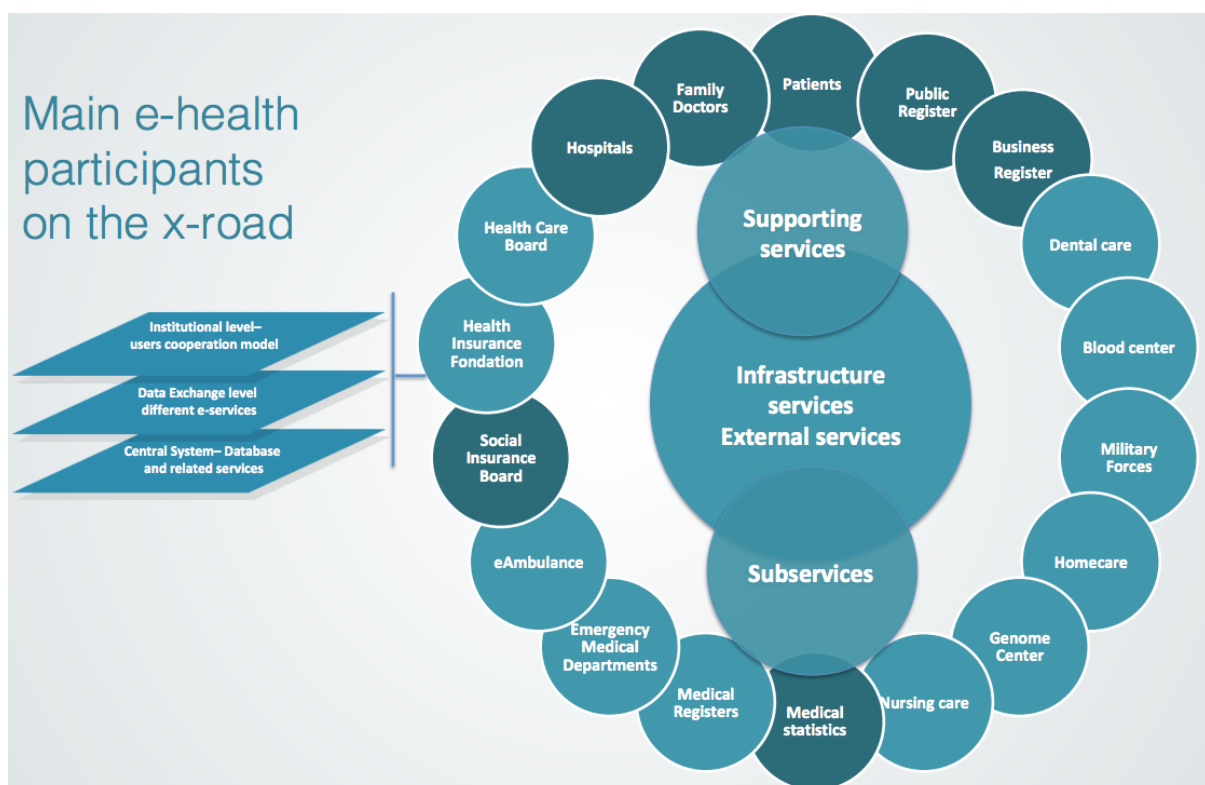 Main e-health
participants
on the x-road
Institutional level–
users cooperation model
Data Exchange level
different e-services
Central System– Database
and related services
Patients
Public
Register
Business
Register
Dental care
Blood center
Military
Forces
Homecare
Genome
Center
Nursing care
Medical
statistics
Medical
Registers
Emergency
Medical
Departments
eAmbulance
Social
Insurance
Board
Health
Insurance
Fondation
Health Care
Board
Hospitals
Family
Doctors
Supporting
services
Infrastructure
services
External services
Subservices